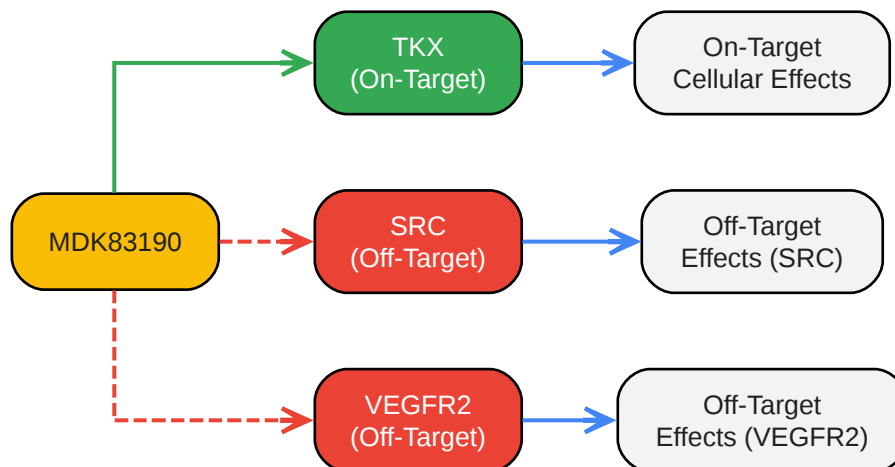 TKX
(On-Target)
On-Target
Cellular Effects
MDK83190
SRC
(Off-Target)
Off-Target
Effects (SRC)
VEGFR2
(Off-Target)
Off-Target
Effects (VEGFR2)